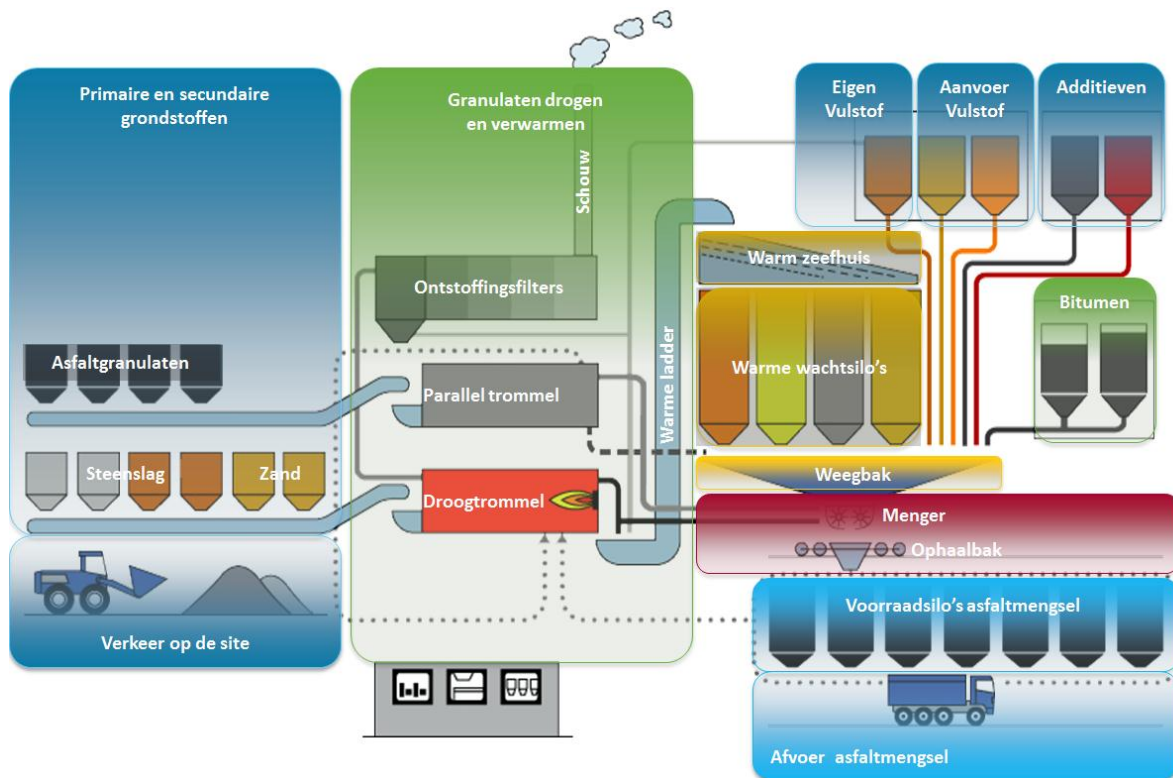 Primaire en secundaire
grondstoffen
Granulaten drogen
en verwarmen
Eigen
Vulstof
Aanvoer
Vulstof
Additieven
Schouw
Warm zeefhuis
Ontstoffingsfilters
Bitumen
Warme ladder
Asfaltgranulaten
Parallel trommel
Warme wachtsilo's
Steenslag
Zand
Droogtrommel
Weegbak
Menger
Ophaalbak
Voorraadsilo's asfaltmengsel
Verkeer op de site
Afvoer asfaltmengsel